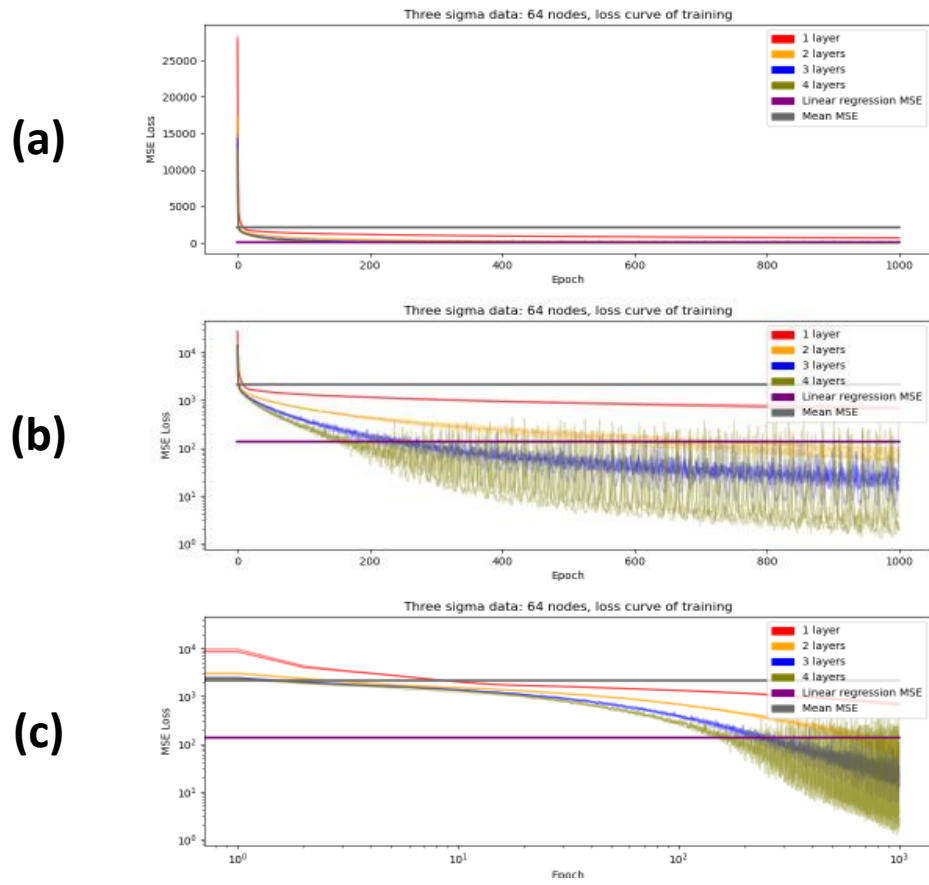 (a)
Three sigma data: 64 nodes, loss curve of training
MSE Loss
25000
20000
15000
10000
5000
0
1 layer
2 layers
3 layers
4 layers
Linear regression MSE
Mean MSE
0 200 400 600 800 1000
Epoch
(b)
Three sigma data: 64 nodes, loss curve of training
MSE Loss
10⁴
10³
10²
10¹
10⁰
1 layer
2 layers
3 layers
4 layers
Linear regression MSE
Mean MSE
0 200 400 600 800 1000
Epoch
(c)
Three sigma data: 64 nodes, loss curve of training
MSE Loss
10⁴
10³
10²
10¹
10⁰
1 layer
2 layers
3 layers
4 layers
Linear regression MSE
Mean MSE
10⁰ 10¹ 10² 10³
Epoch